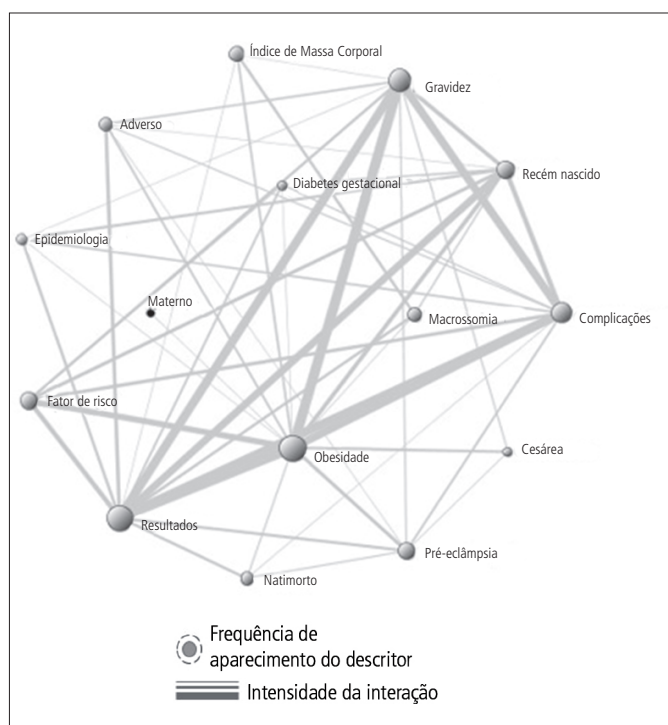 Índice de Massa Corporal
Gravidez
Adverso
Recém nascido
Diabetes gestacional
Epidemiologia
Materno
Macrossomia
Complicações
Fator de risco
Obesidade
Cesárea
Resultados
Pré-eclâmpsia
Natimorto
Frequência de
aparecimento do descritor
Intensidade da interação